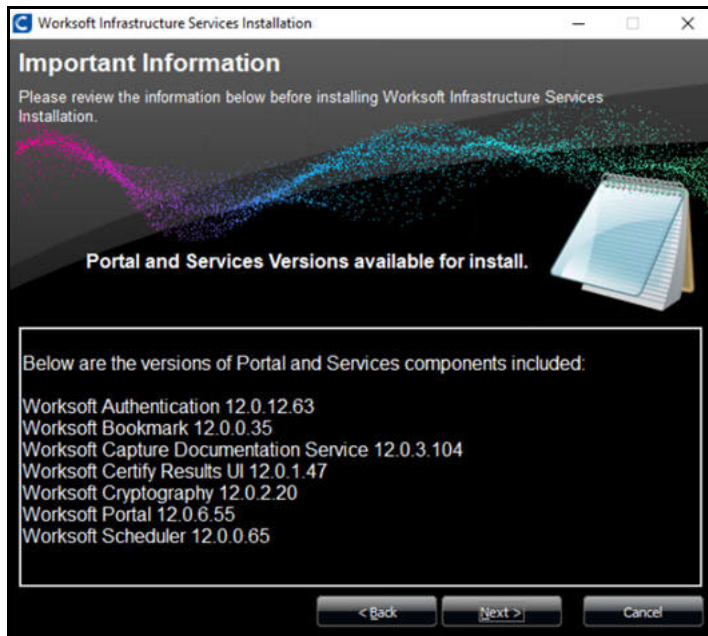 Worksoft Infrastructure Services Installation
Important Information
Please review the information below before installing Worksoft Infrastructure Services
Installation.
Portal and Services Versions available for install.
Below are the versions of Portal and Services components included:
Worksoft Authentication 12.0.12.63
Worksoft Bookmark 12.0.0.35
Worksoft Capture Documentation Service 12.0.3.104
Worksoft Certify Results UI 12.0.1.47
Worksoft Cryptography 12.0.2.20
Worksoft Portal 12.0.6.55
Worksoft Scheduler 12.0.0.65
< Back Next > Cancel